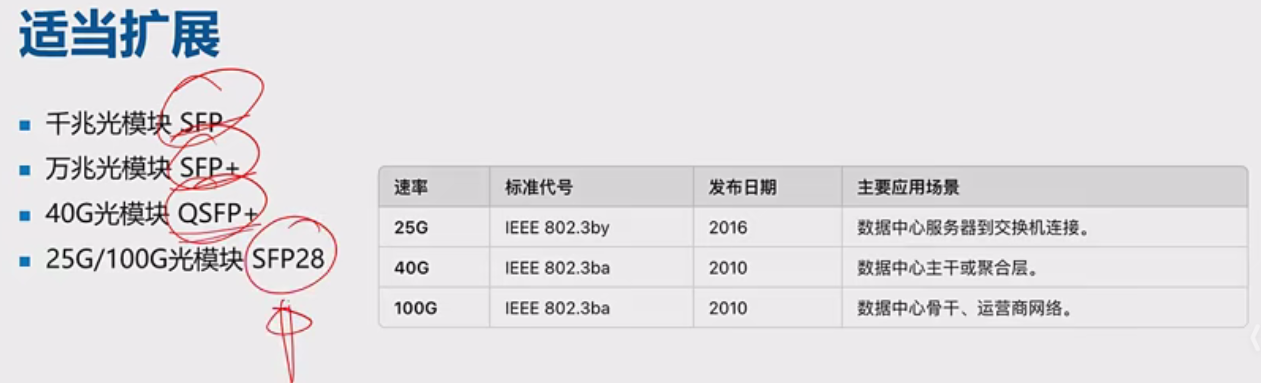 适当扩展
千兆光模块 SFP
万兆光模块 SFP+
40G光模块 QSFP+
25G/100G光模块 SFP28
速率 标准代号 发布日期 主要应用场景
25G IEEE 802.3by 2016 数据中心服务器到交换机连接。
40G IEEE 802.3ba 2010 数据中心主干或聚合层。
100G IEEE 802.3ba 2010 数据中心骨干、运营商网络。